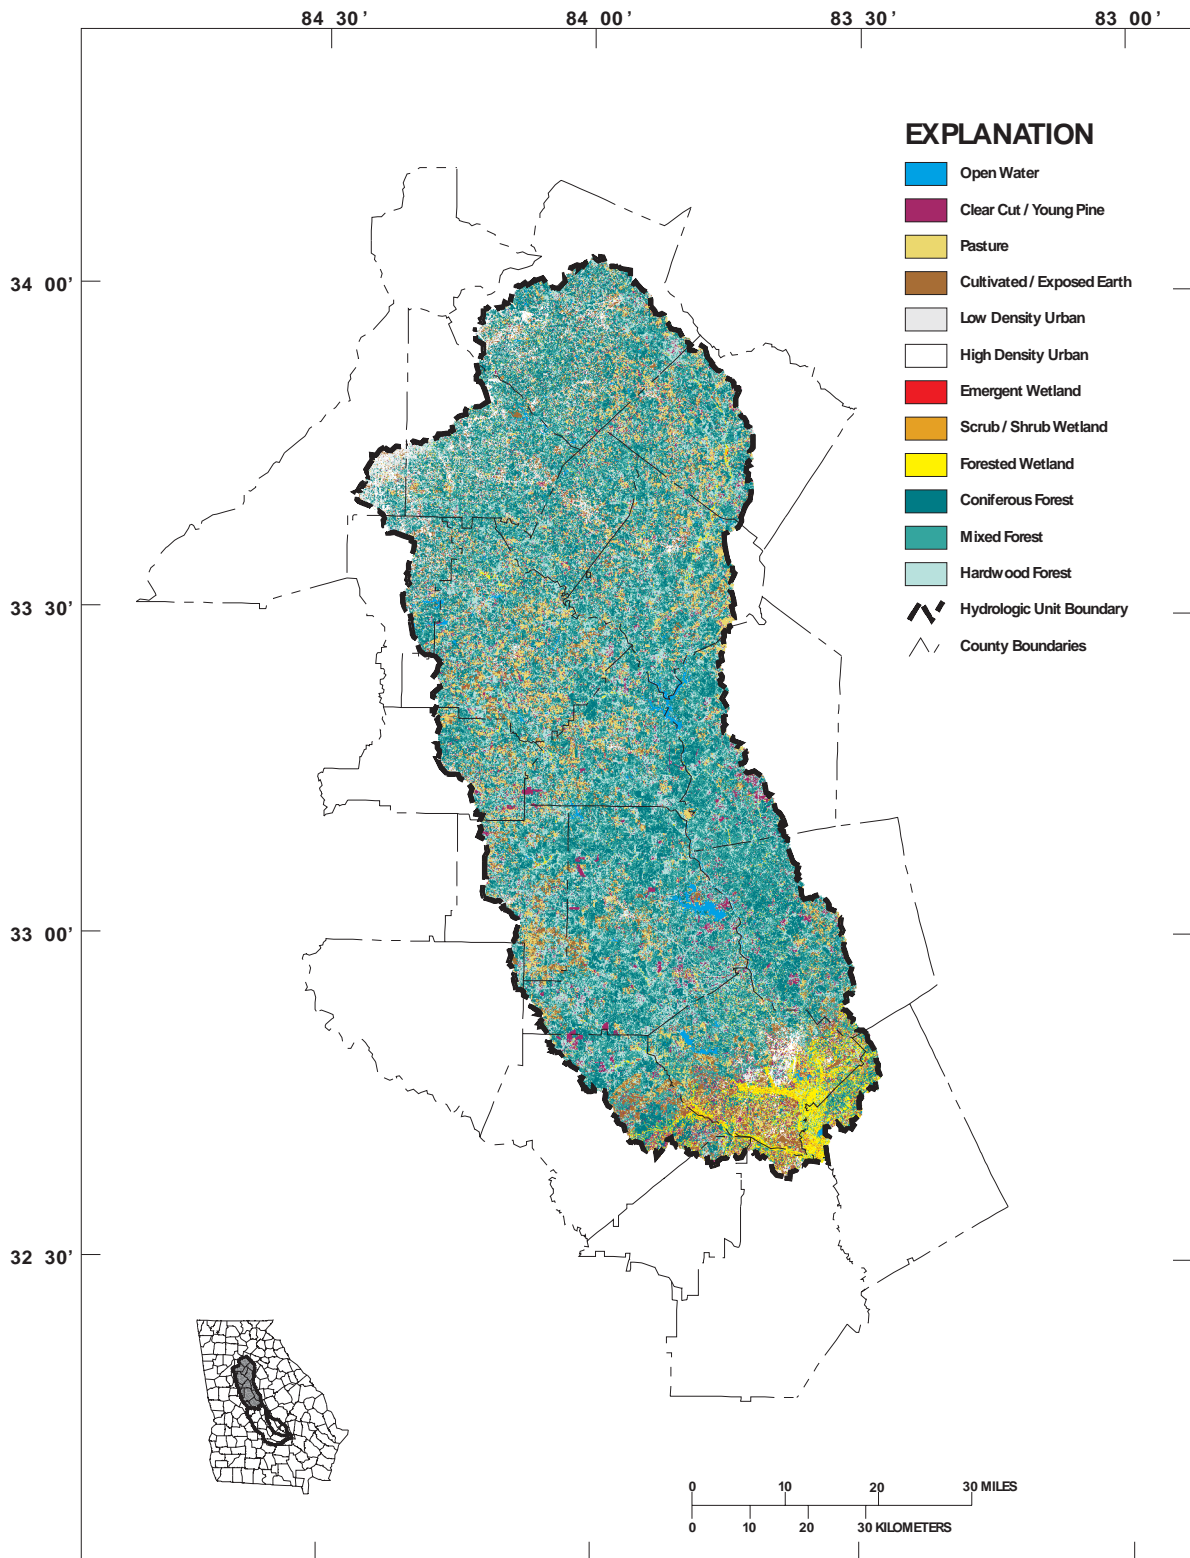 84 30' 84 00' 83 30' 83 00'
EXPLANATION
Open Water
Clear Cut / Young Pine
Pasture
Cultivated / Exposed Earth
Low Density Urban
High Density Urban
Emergent Wetland
Scrub / Shrub Wetland
Forested Wetland
Coniferous Forest
Mixed Forest
Hardwood Forest
Hydrologic Unit Boundary
County Boundaries
34 00'
33 30'
33 00'
32 30'
0 10 20 30 MILES
0 10 20 30 KILOMETERS